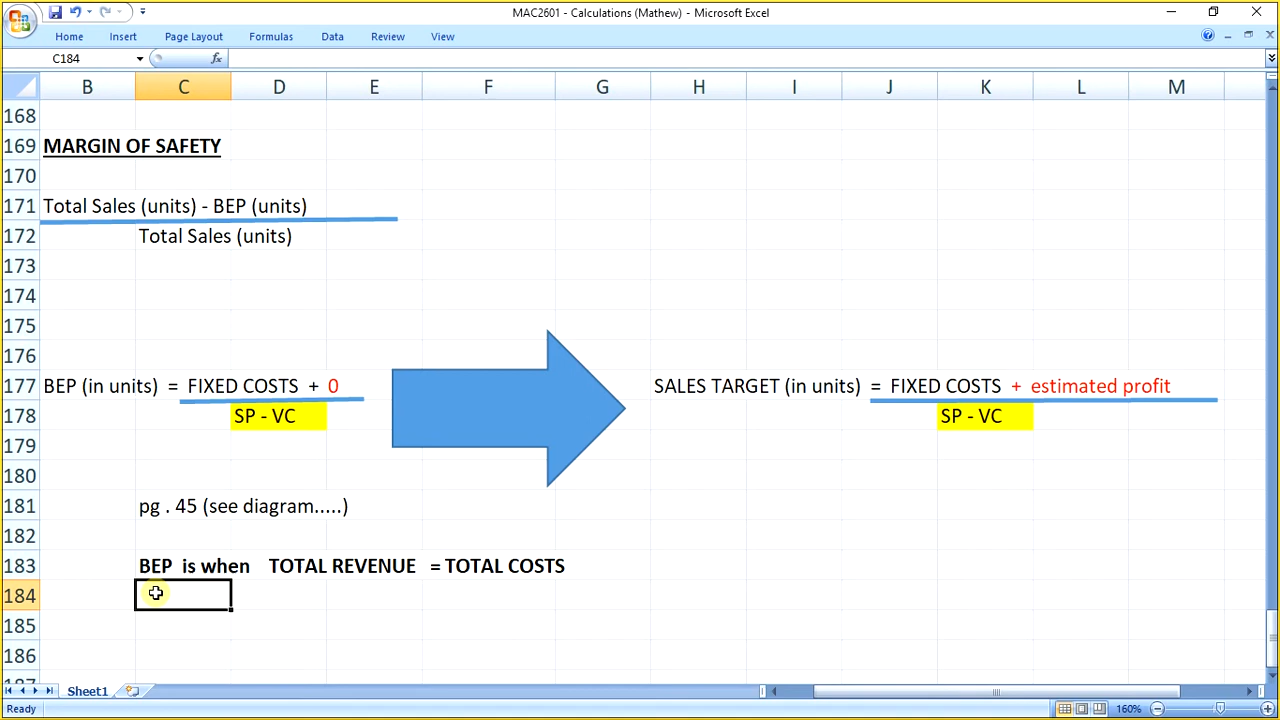 MAC2601 - Calculations (Mathew) - Microsoft Excel
Home Insert Page Layout Formulas Data Review View
C184 fx
B C D E F G H I J K L M
168
169 MARGIN OF SAFETY
170
171 Total Sales (units) - BEP (units)
172 Total Sales (units)
173
174
175
176
177 BEP (in units) = FIXED COSTS + 0 SALES TARGET (in units) = FIXED COSTS + estimated profit
178 SP - VC SP - VC
179
180
181 pg . 45 (see diagram.....)
182
183 BEP is when TOTAL REVENUE = TOTAL COSTS
184
185
186
187
Sheet1
Ready 160%